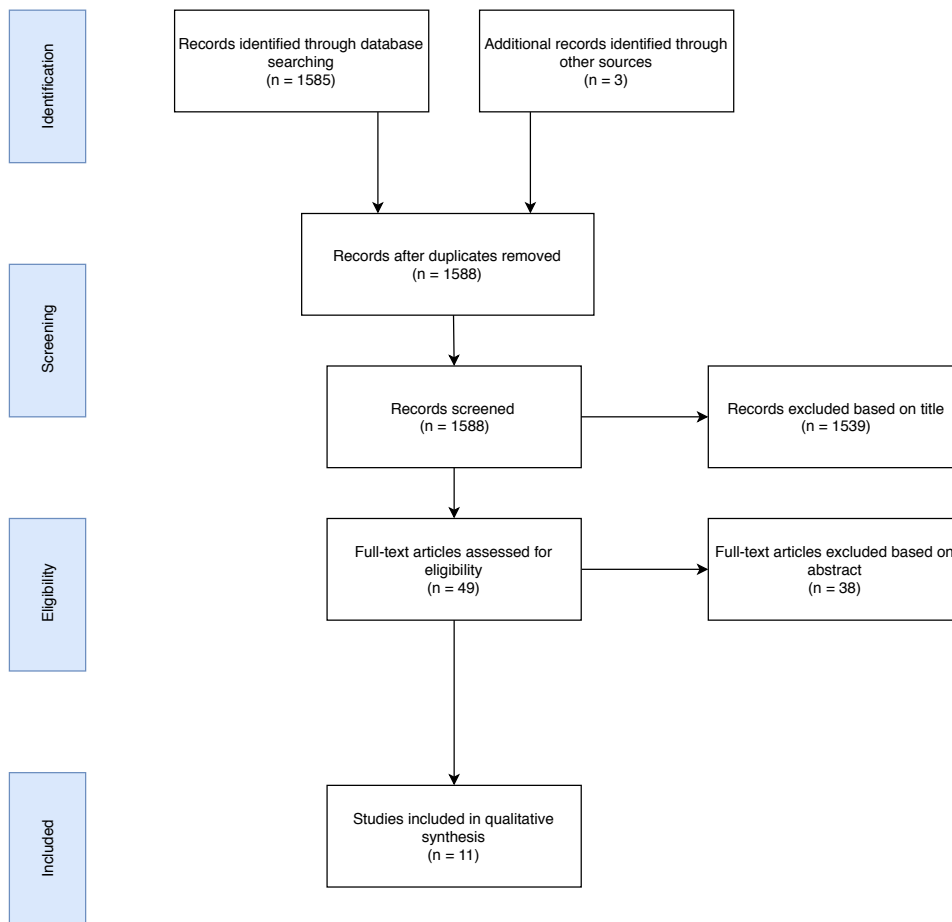 Identification
Records identified through database
searching
(n = 1585)
Additional records identified through
other sources
(n = 3)
Screening
Records after duplicates removed
(n = 1588)
Records screened
(n = 1588)
Records excluded based on title
(n = 1539)
Eligibility
Full-text articles assessed for
eligibility
(n = 49)
Full-text articles excluded based on
abstract
(n = 38)
Included
Studies included in qualitative
synthesis
(n = 11)